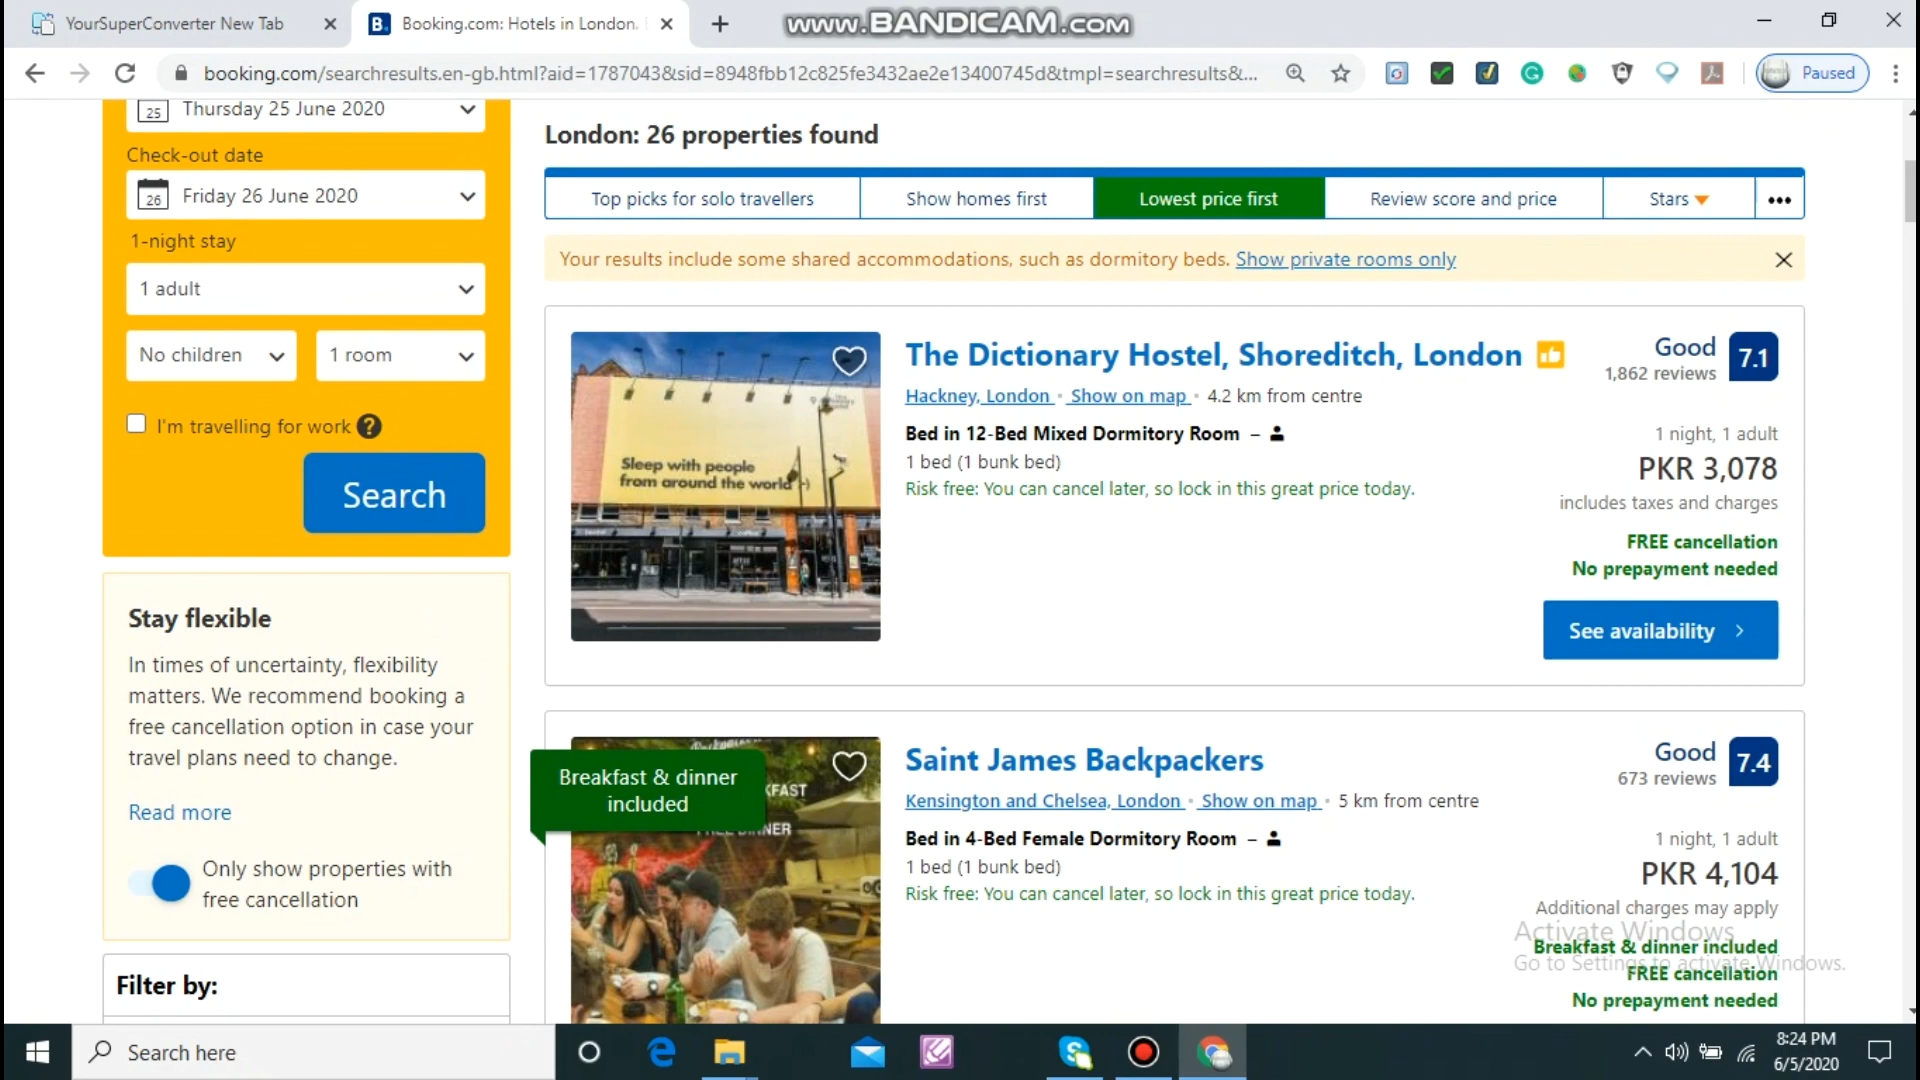 YourSuperConverter New Tab
Booking.com: Hotels in London.
www.BANDICAM.com
booking.com/searchresults.en-gb.html?aid=1787043&sid=8948fbb12c825fe3432ae2e13400745d&tmpl=searchresults&...
Paused
25 Thursday 25 June 2020
Check-out date
26 Friday 26 June 2020
1-night stay
1 adult
No children
1 room
I'm travelling for work ?
Search
Stay flexible
In times of uncertainty, flexibility
matters. We recommend booking a
free cancellation option in case your
travel plans need to change.
Read more
Only show properties with
free cancellation
Filter by:
London: 26 properties found
Top picks for solo travellers
Show homes first
Lowest price first
Review score and price
Stars
•••
Your results include some shared accommodations, such as dormitory beds. Show private rooms only
Sleep with people
from around the world :-)
The Dictionary Hostel, Shoreditch, London
Hackney, London • Show on map • 4.2 km from centre
Bed in 12-Bed Mixed Dormitory Room –
1 bed (1 bunk bed)
Risk free: You can cancel later, so lock in this great price today.
Good 7.1
1,862 reviews
1 night, 1 adult
PKR 3,078
includes taxes and charges
FREE cancellation
No prepayment needed
See availability
Breakfast & dinner
included
KFAST
Saint James Backpackers
Kensington and Chelsea, London • Show on map • 5 km from centre
Bed in 4-Bed Female Dormitory Room –
1 bed (1 bunk bed)
Risk free: You can cancel later, so lock in this great price today.
Good 7.4
673 reviews
1 night, 1 adult
PKR 4,104
Additional charges may apply
Breakfast & dinner included
FREE cancellation
No prepayment needed
Activate Windows
Go to Settings to activate Windows.
Search here
8:24 PM
6/5/2020